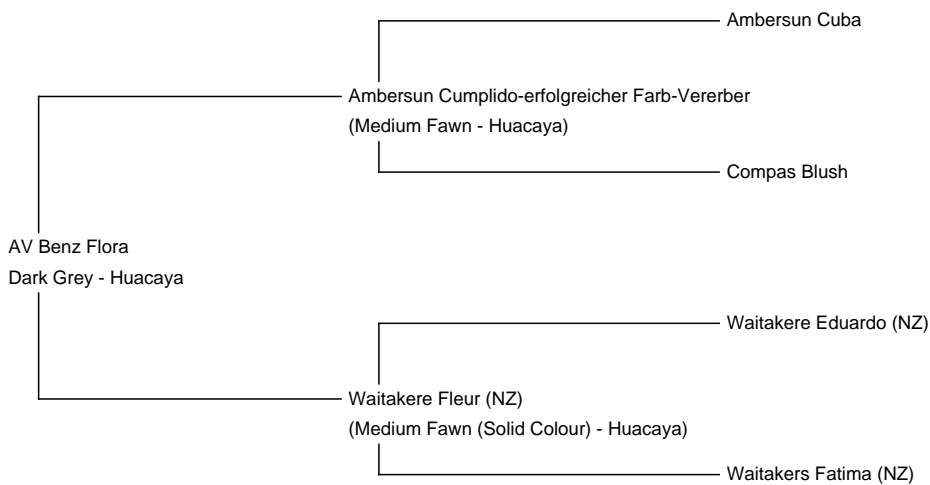 Ambersun Cuba
Ambersun Cumplido-erfolgreicher Farb-Vererber
(Medium Fawn - Huacaya)
Compas Blush
AV Benz Flora
Dark Grey - Huacaya
Waitakere Eduardo (NZ)
Waitakere Fleur (NZ)
(Medium Fawn (Solid Colour) - Huacaya)
Waitakers Fatima (NZ)